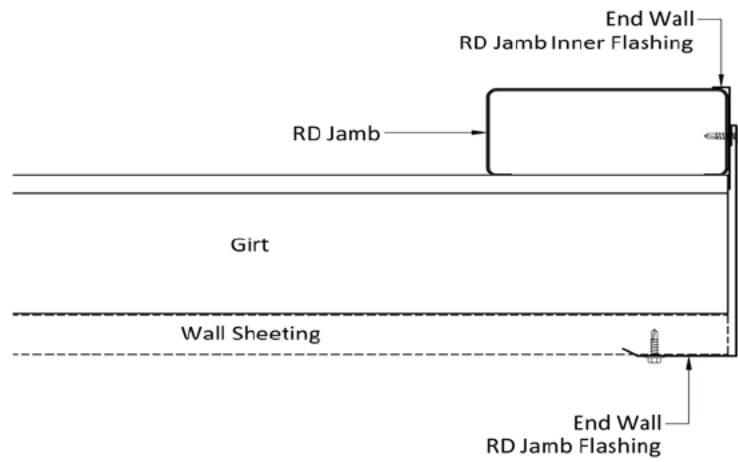 End Wall
RD Jamb Inner Flashing
RD Jamb
Girt
Wall Sheeting
End Wall
RD Jamb Flashing